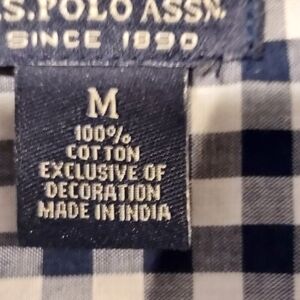 .S. POLO ASSN.
SINCE 1890
M
100%
COTTON
EXCLUSIVE OF
DECORATION
MADE IN INDIA